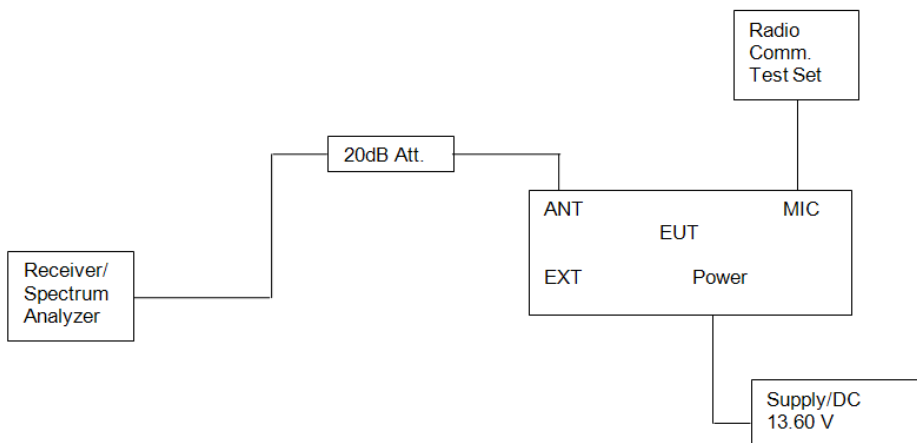 Radio
Comm.
Test Set
20dB Att.
ANT
MIC
EUT
EXT
Power
Receiver/
Spectrum
Analyzer
Supply/DC
13.60 V